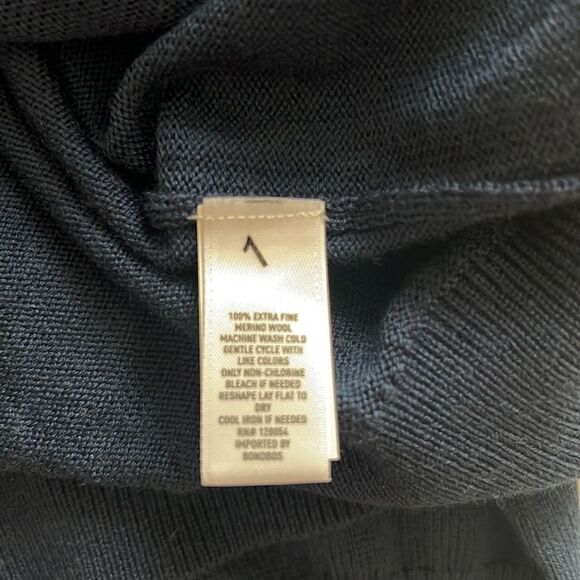 100% EXTRA FINE
MERINO WOOL
MACHINE WASH COLD
GENTLE CYCLE WITH
LIKE COLORS
ONLY NON-CHLORINE
BLEACH IF NEEDED
RESHAPE LAY FLAT TO
DRY
COOL IRON IF NEEDED
RN# 128054
IMPORTED BY
BONOBOS